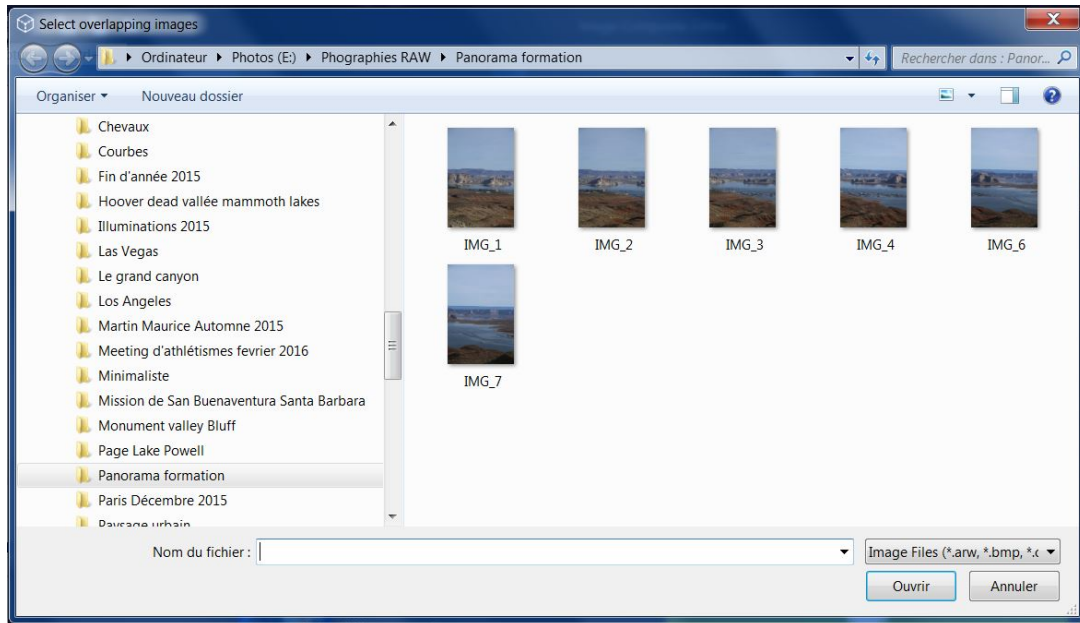 Select overlapping images
Ordinateur Photos (E:) Phographies RAW Panorama formation
Rechercher dans : Panor...
Organiser Nouveau dossier
Chevaux
Courbes
Fin d'année 2015
Hoover dead vallée mammoth lakes
Illuminations 2015
Las Vegas
Le grand canyon
Los Angeles
Martin Maurice Automne 2015
Meeting d'athlétismes fevrier 2016
Minimaliste
Mission de San Buenaventura Santa Barbara
Monument valley Bluff
Page Lake Powell
Panorama formation
Paris Décembre 2015
Paysage urbain
IMG_1 IMG_2 IMG_3 IMG_4 IMG_6
IMG_7
Nom du fichier :
Image Files (*.arw, *.bmp, *.c
Ouvrir Annuler